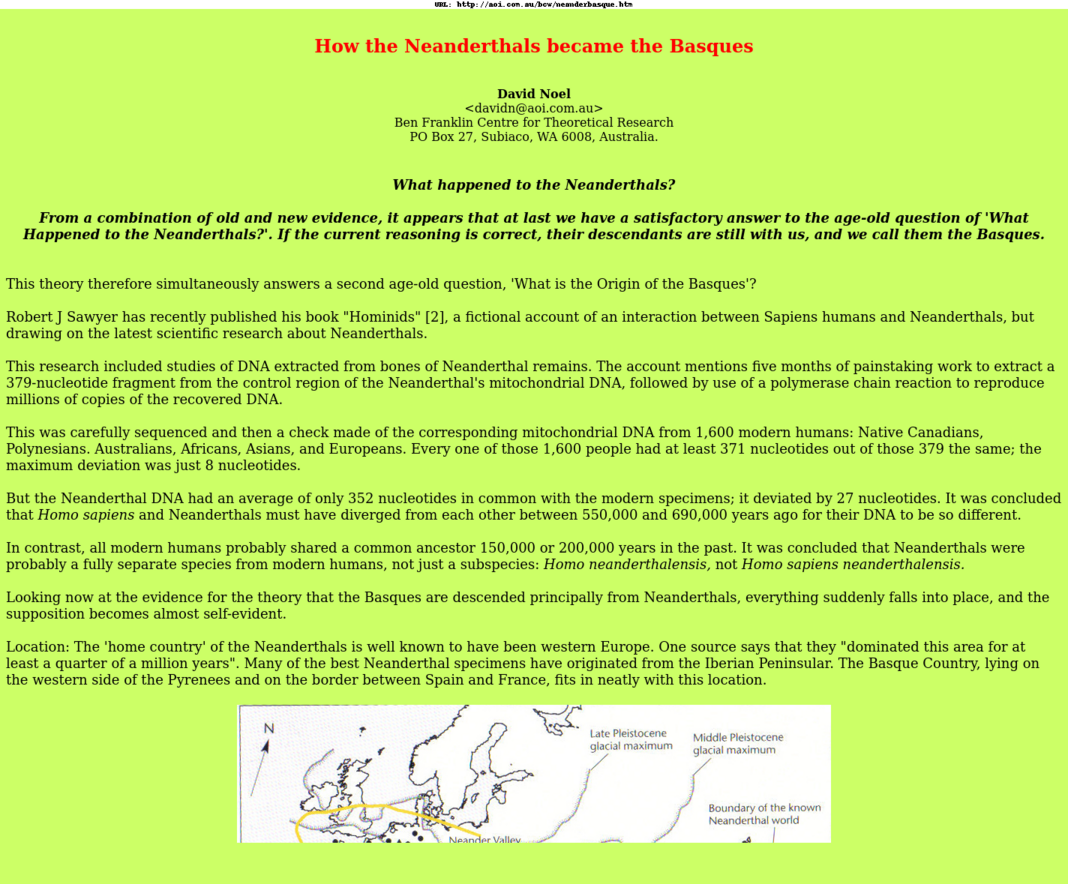 URL: http://aoi.com.au/bcw/neanderbasque.htm
How the Neanderthals became the Basques
David Noel
<davidn@aoi.com.au>
Ben Franklin Centre for Theoretical Research
PO Box 27, Subiaco, WA 6008, Australia.
What happened to the Neanderthals?
From a combination of old and new evidence, it appears that at last we have a satisfactory answer to the age-old question of 'What
Happened to the Neanderthals?'. If the current reasoning is correct, their descendants are still with us, and we call them the Basques.
This theory therefore simultaneously answers a second age-old question, 'What is the Origin of the Basques'?
Robert J Sawyer has recently published his book "Hominids" [2], a fictional account of an interaction between Sapiens humans and Neanderthals, but
drawing on the latest scientific research about Neanderthals.
This research included studies of DNA extracted from bones of Neanderthal remains. The account mentions five months of painstaking work to extract a
379-nucleotide fragment from the control region of the Neanderthal's mitochondrial DNA, followed by use of a polymerase chain reaction to reproduce
millions of copies of the recovered DNA.
This was carefully sequenced and then a check made of the corresponding mitochondrial DNA from 1,600 modern humans: Native Canadians,
Polynesians. Australians, Africans, Asians, and Europeans. Every one of those 1,600 people had at least 371 nucleotides out of those 379 the same; the
maximum deviation was just 8 nucleotides.
But the Neanderthal DNA had an average of only 352 nucleotides in common with the modern specimens; it deviated by 27 nucleotides. It was concluded
that Homo sapiens and Neanderthals must have diverged from each other between 550,000 and 690,000 years ago for their DNA to be so different.
In contrast, all modern humans probably shared a common ancestor 150,000 or 200,000 years in the past. It was concluded that Neanderthals were
probably a fully separate species from modern humans, not just a subspecies: Homo neanderthalensis, not Homo sapiens neanderthalensis.
Looking now at the evidence for the theory that the Basques are descended principally from Neanderthals, everything suddenly falls into place, and the
supposition becomes almost self-evident.
Location: The 'home country' of the Neanderthals is well known to have been western Europe. One source says that they "dominated this area for at
least a quarter of a million years". Many of the best Neanderthal specimens have originated from the Iberian Peninsular. The Basque Country, lying on
the western side of the Pyrenees and on the border between Spain and France, fits in neatly with this location.
N
Late Pleistocene
glacial maximum
Middle Pleistocene
glacial maximum
Boundary of the known
Neanderthal world
Neander Valley